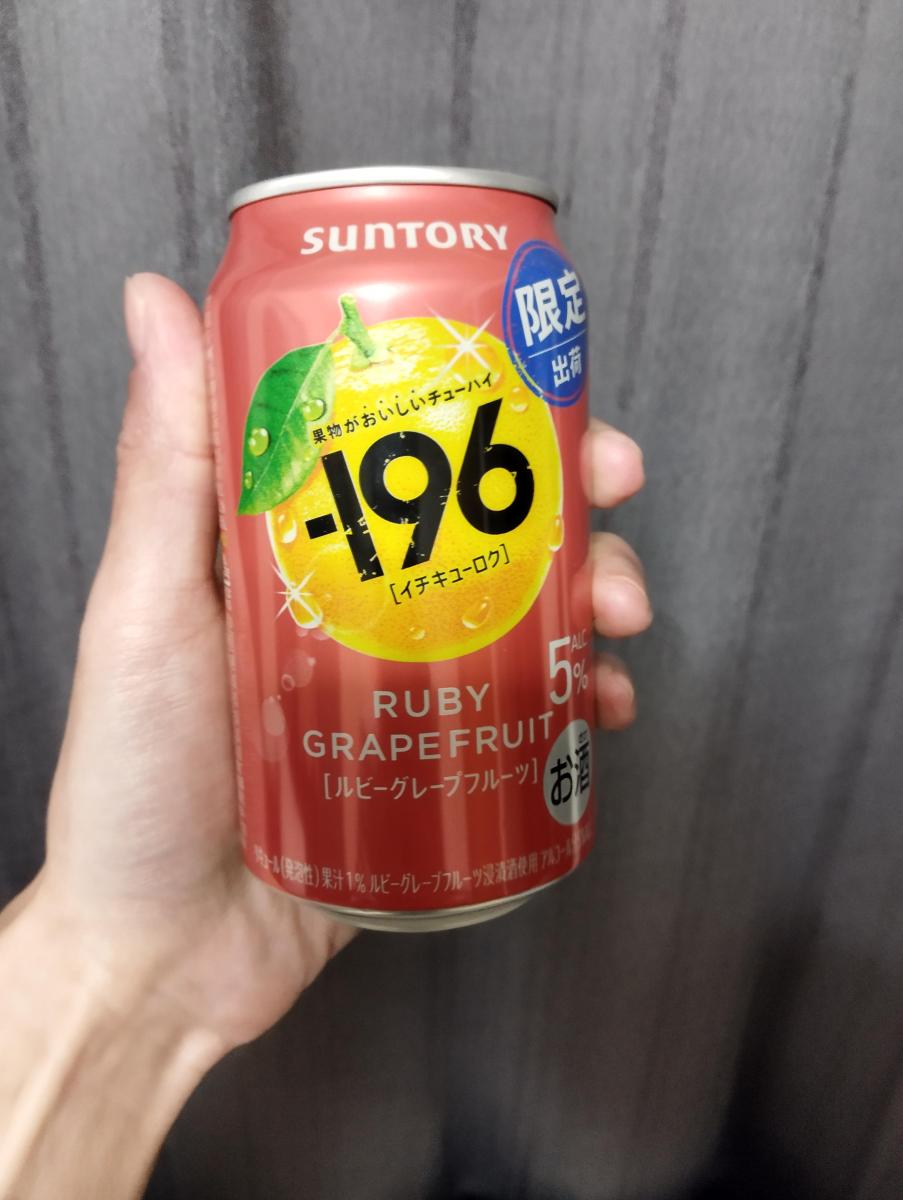 SUNTORY
限定
出荷
果物がおいしいチューハイ
-196
[イチキューロク]
ALC
5%
RUBY
GRAPEFRUIT
[ルビーグレープフルーツ]
お酒
(発泡性) 果汁1% ルビーグレープフルーツ浸漬酒使用